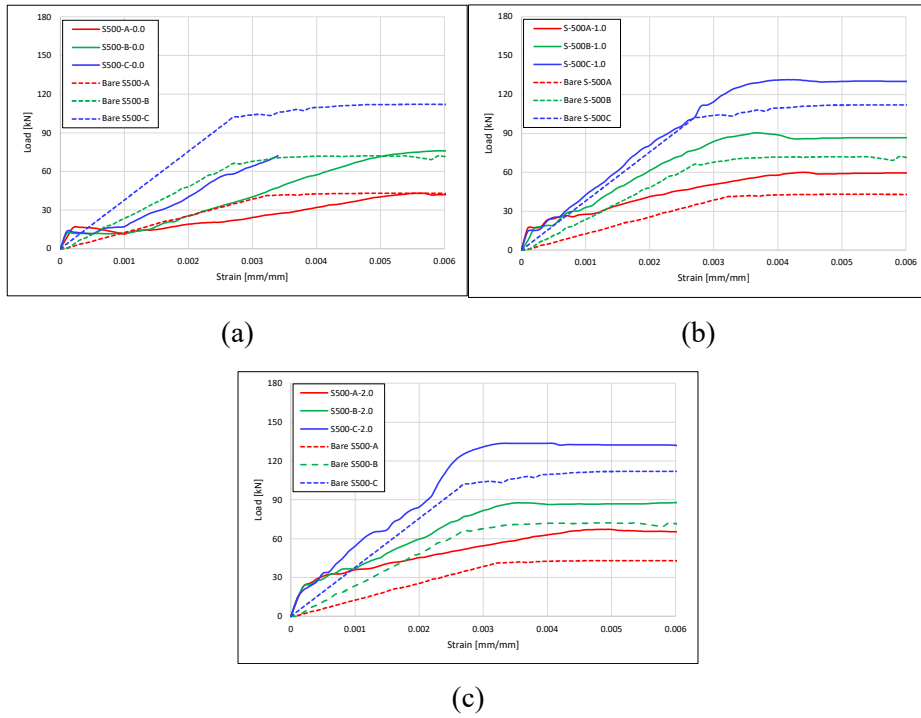 180
150
120
90
60
30
0
Load [kN]
S500-A-0.0
S500-B-0.0
S500-C-0.0
Bare S500-A
Bare S500-B
Bare S500-C
0 0.001 0.002 0.003 0.004 0.005 0.006
Strain [mm/mm]
(a)
180
150
120
90
60
30
0
Load [kN]
S-500A-1.0
S-500B-1.0
S-500C-1.0
Bare S-500A
Bare S-500B
Bare S-500C
0 0.001 0.002 0.003 0.004 0.005 0.006
Strain [mm/mm]
(b)
180
150
120
90
60
30
0
Load [kN]
S500-A-2.0
S500-B-2.0
S500-C-2.0
Bare S500-A
Bare S500-B
Bare S500-C
0 0.001 0.002 0.003 0.004 0.005 0.006
Strain [mm/mm]
(c)